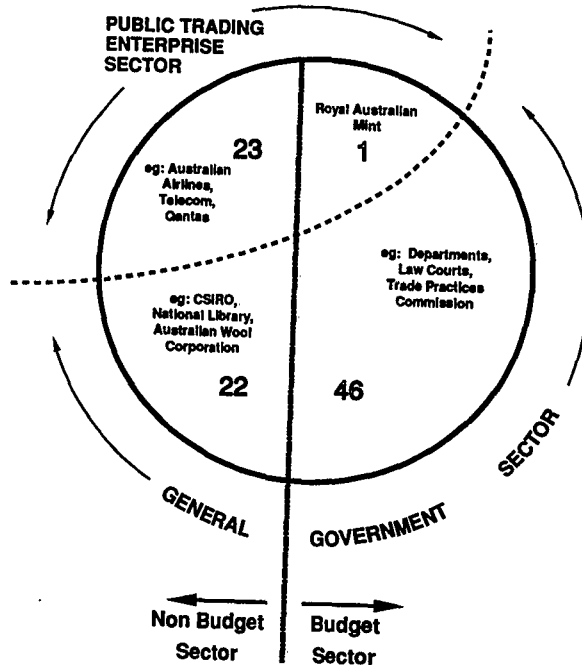 PUBLIC TRADING
ENTERPRISE
SECTOR
Royal Australian
Mint
1
23
eg: Australian
Airlines,
Telecom,
Qantas
eg: Departments,
Law Courts,
Trade Practices
Commission
eg: CSIRO,
National Library,
Australian Wool
Corporation
22
46
GENERAL GOVERNMENT SECTOR
Non Budget
Sector
Budget
Sector